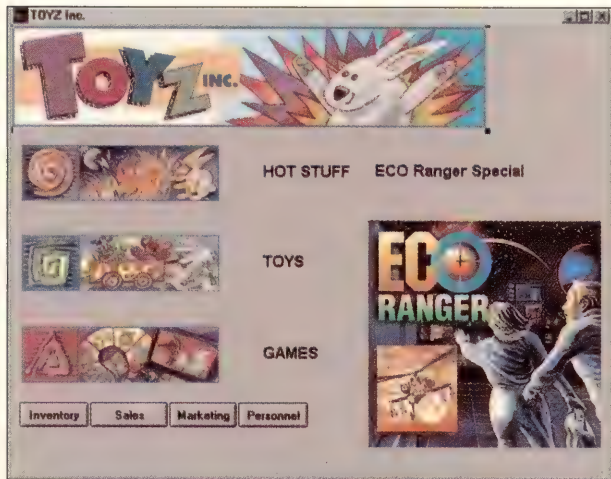 TOYZ Inc.
TOYZ INC.
HOT STUFF
ECO Ranger Special
TOYS
ECO
RANGER
GAMES
Inventory
Sales
Marketing
Personnel